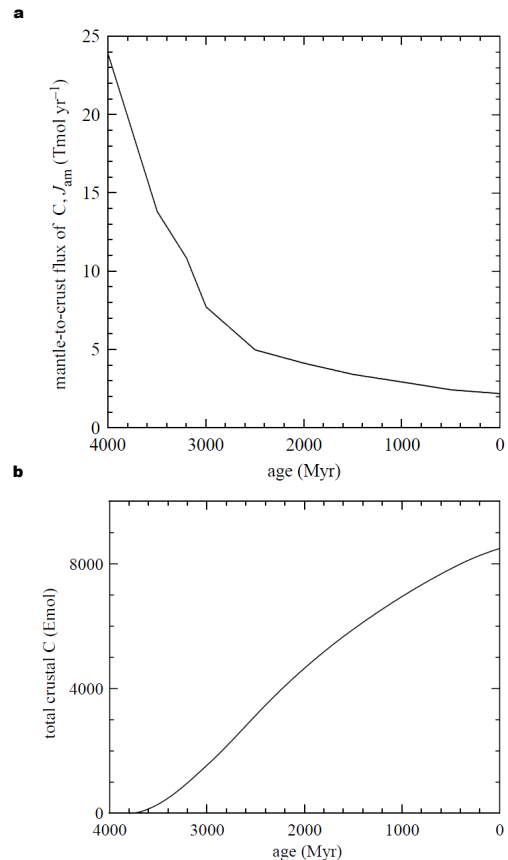 a
25
20
15
10
5
0
mantle-to-crust flux of C, J_am (Tmol yr⁻¹)
4000 3000 2000 1000 0
age (Myr)
b
8000
4000
0
total crustal C (Emol)
4000 3000 2000 1000 0
age (Myr)